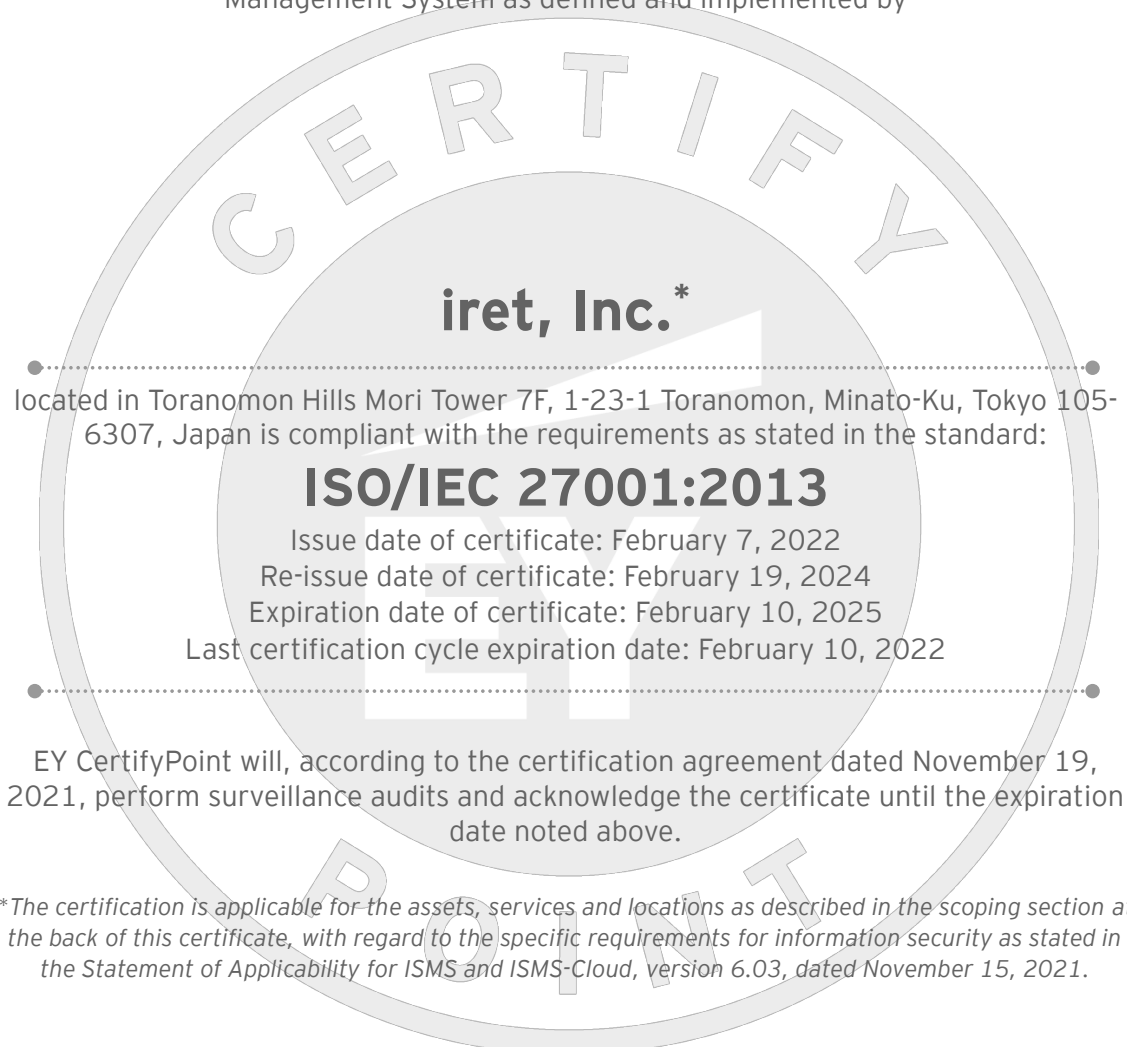 Management System as defined and implemented by
CERTIFY
iret, Inc.*
located in Toranomon Hills Mori Tower 7F, 1-23-1 Toranomon, Minato-Ku, Tokyo 105-
6307, Japan is compliant with the requirements as stated in the standard:
ISO/IEC 27001:2013
Issue date of certificate: February 7, 2022
Re-issue date of certificate: February 19, 2024
Expiration date of certificate: February 10, 2025
Last certification cycle expiration date: February 10, 2022
EY
EY CertifyPoint will, according to the certification agreement dated November 19,
2021, perform surveillance audits and acknowledge the certificate until the expiration
date noted above.
*The certification is applicable for the assets, services and locations as described in the scoping section a
the back of this certificate, with regard to the specific requirements for information security as stated in
the Statement of Applicability for ISMS and ISMS-Cloud, version 6.03, dated November 15, 2021.
POINT